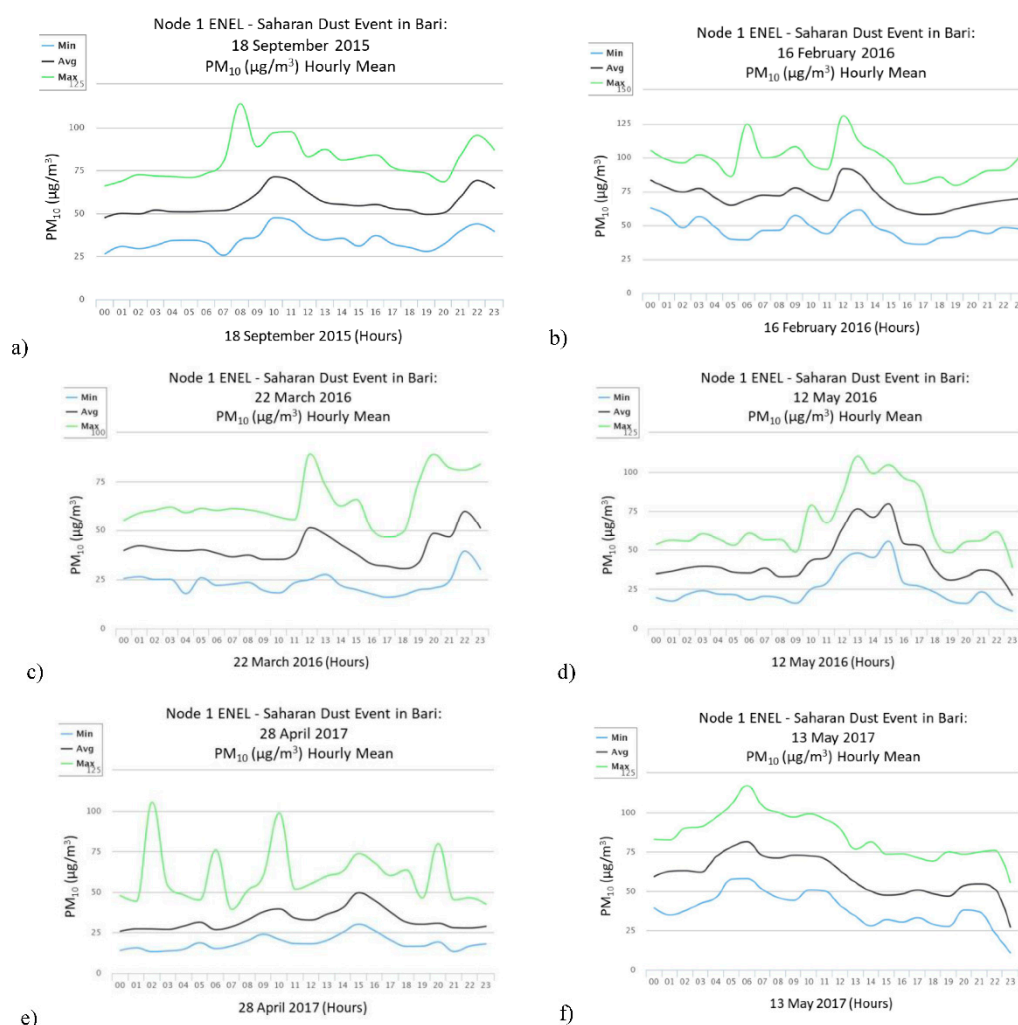 Node 1 ENEL - Saharan Dust Event in Bari:
18 September 2015
PM₁₀ (µg/m³) Hourly Mean
Min
Avg
Max
125
100
75
50
25
0
PM₁₀ (µg/m³)
00 01 02 03 04 05 06 07 08 09 10 11 12 13 14 15 16 17 18 19 20 21 22 23
18 September 2015 (Hours)
a)
Node 1 ENEL - Saharan Dust Event in Bari:
16 February 2016
PM₁₀ (µg/m³) Hourly Mean
Min
Avg
Max
150
125
100
75
50
25
0
PM₁₀ (µg/m³)
00 01 02 03 04 05 06 07 08 09 10 11 12 13 14 15 16 17 18 19 20 21 22 23
16 February 2016 (Hours)
b)
Node 1 ENEL - Saharan Dust Event in Bari:
22 March 2016
PM₁₀ (µg/m³) Hourly Mean
Min
Avg
Max
100
75
50
25
0
PM₁₀ (µg/m³)
00 01 02 03 04 05 06 07 08 09 10 11 12 13 14 15 16 17 18 19 20 21 22 23
22 March 2016 (Hours)
c)
Node 1 ENEL - Saharan Dust Event in Bari:
12 May 2016
PM₁₀ (µg/m³) Hourly Mean
Min
Avg
Max
125
100
75
50
25
0
PM₁₀ (µg/m³)
00 01 02 03 04 05 06 07 08 09 10 11 12 13 14 15 16 17 18 19 20 21 22 23
12 May 2016 (Hours)
d)
Node 1 ENEL - Saharan Dust Event in Bari:
28 April 2017
PM₁₀ (µg/m³) Hourly Mean
Min
Avg
Max
125
100
75
50
25
0
PM₁₀ (µg/m³)
00 01 02 03 04 05 06 07 08 09 10 11 12 13 14 15 16 17 18 19 20 21 22 23
28 April 2017 (Hours)
e)
Node 1 ENEL - Saharan Dust Event in Bari:
13 May 2017
PM₁₀ (µg/m³) Hourly Mean
Min
Avg
Max
125
100
75
50
25
0
PM₁₀ (µg/m³)
00 01 02 03 04 05 06 07 08 09 10 11 12 13 14 15 16 17 18 19 20 21 22 23
13 May 2017 (Hours)
f)